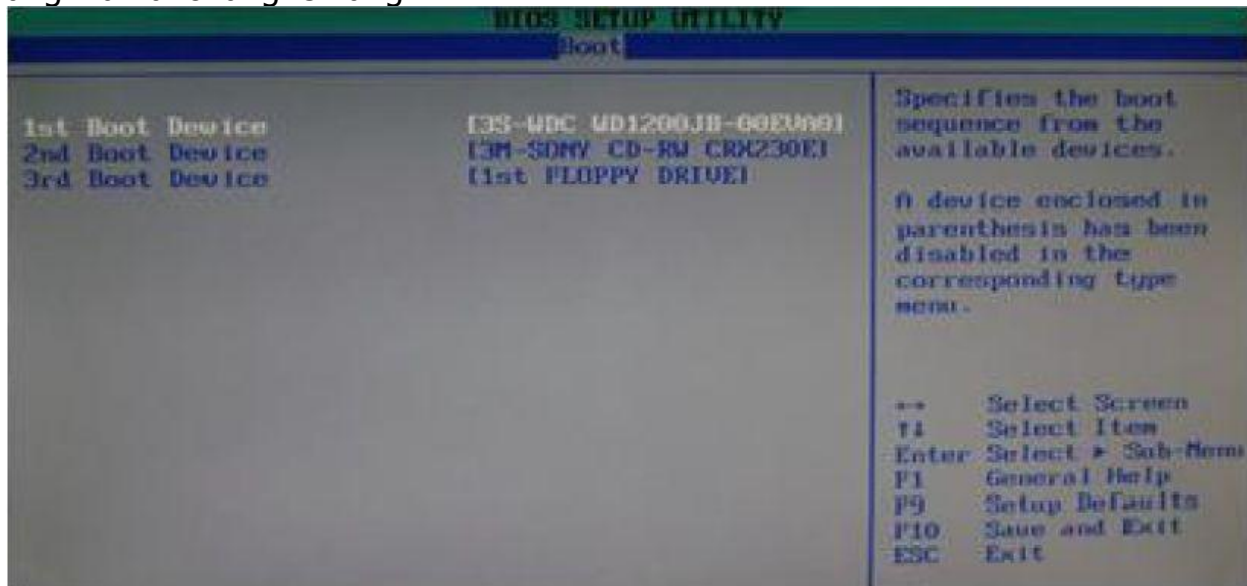 BIOS SETUP UTILITY
Boot
1st Boot Device [3S-WDC WD1200JB-00EVA0]
2nd Boot Device [3M-SONY CD-RW CRX230E]
3rd Boot Device [1st FLOPPY DRIVE]
Specifies the boot
sequence from the
available devices.
A device enclosed in
parenthesis has been
disabled in the
corresponding type
menu.
←→ Select Screen
↑↓ Select Item
Enter Select ► Sub-Menu
F1 General Help
F9 Setup Defaults
F10 Save and Exit
ESC Exit